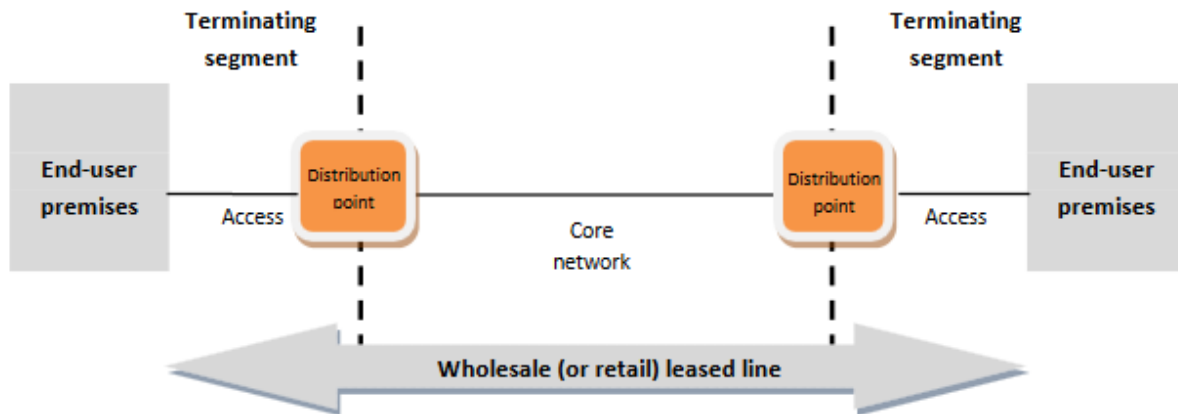 Terminating
segment
Terminating
segment
End-user
premises
Distribution
point
Distribution
point
End-user
premises
Access
Core
network
Access
Wholesale (or retail) leased line